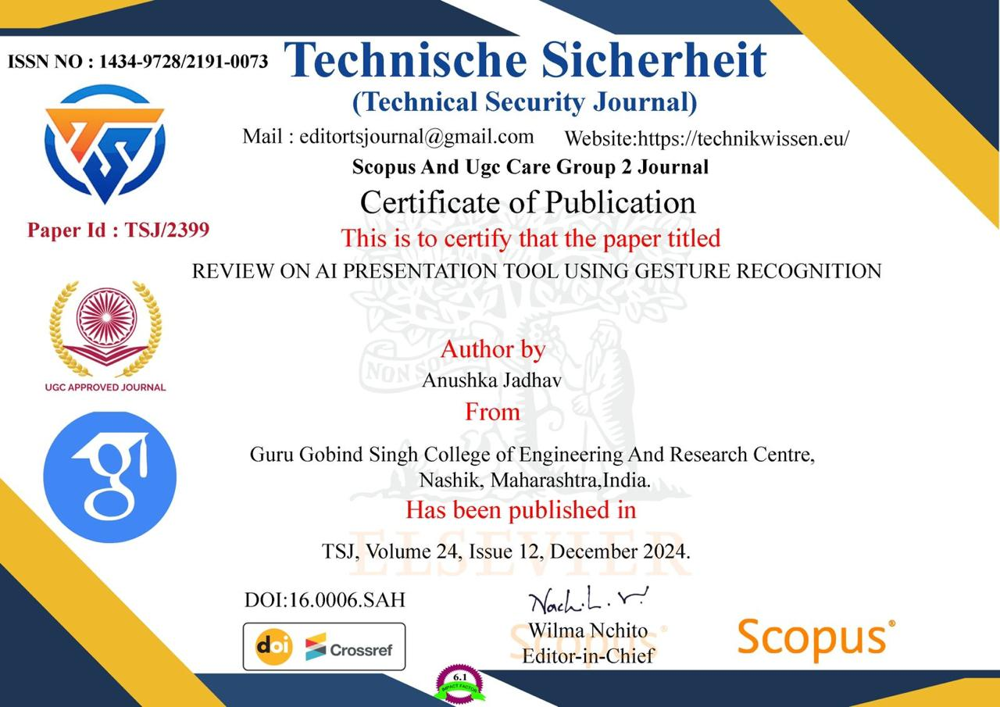 ISSN NO : 1434-9728/2191-0073
Technische Sicherheit
(Technical Security Journal)
Mail : editortsjournal@gmail.com Website:https://technikwissen.eu/
Scopus And Ugc Care Group 2 Journal
Certificate of Publication
Paper Id : TSJ/2399
This is to certify that the paper titled
REVIEW ON AI PRESENTATION TOOL USING GESTURE RECOGNITION
Author by
NON SOL
Anushka Jadhav
UGC APPROVED JOURNAL
From
g
Guru Gobind Singh College of Engineering And Research Centre,
Nashik, Maharashtra,India.
Has been published in
ELSEVIER
TSJ, Volume 24, Issue 12, December 2024.
DOI:16.0006.SAH
doi Crossref
Wilma Nchito
Scopus®
Editor-in-Chief
Scopus®
6.1
IMPACT FACTOR